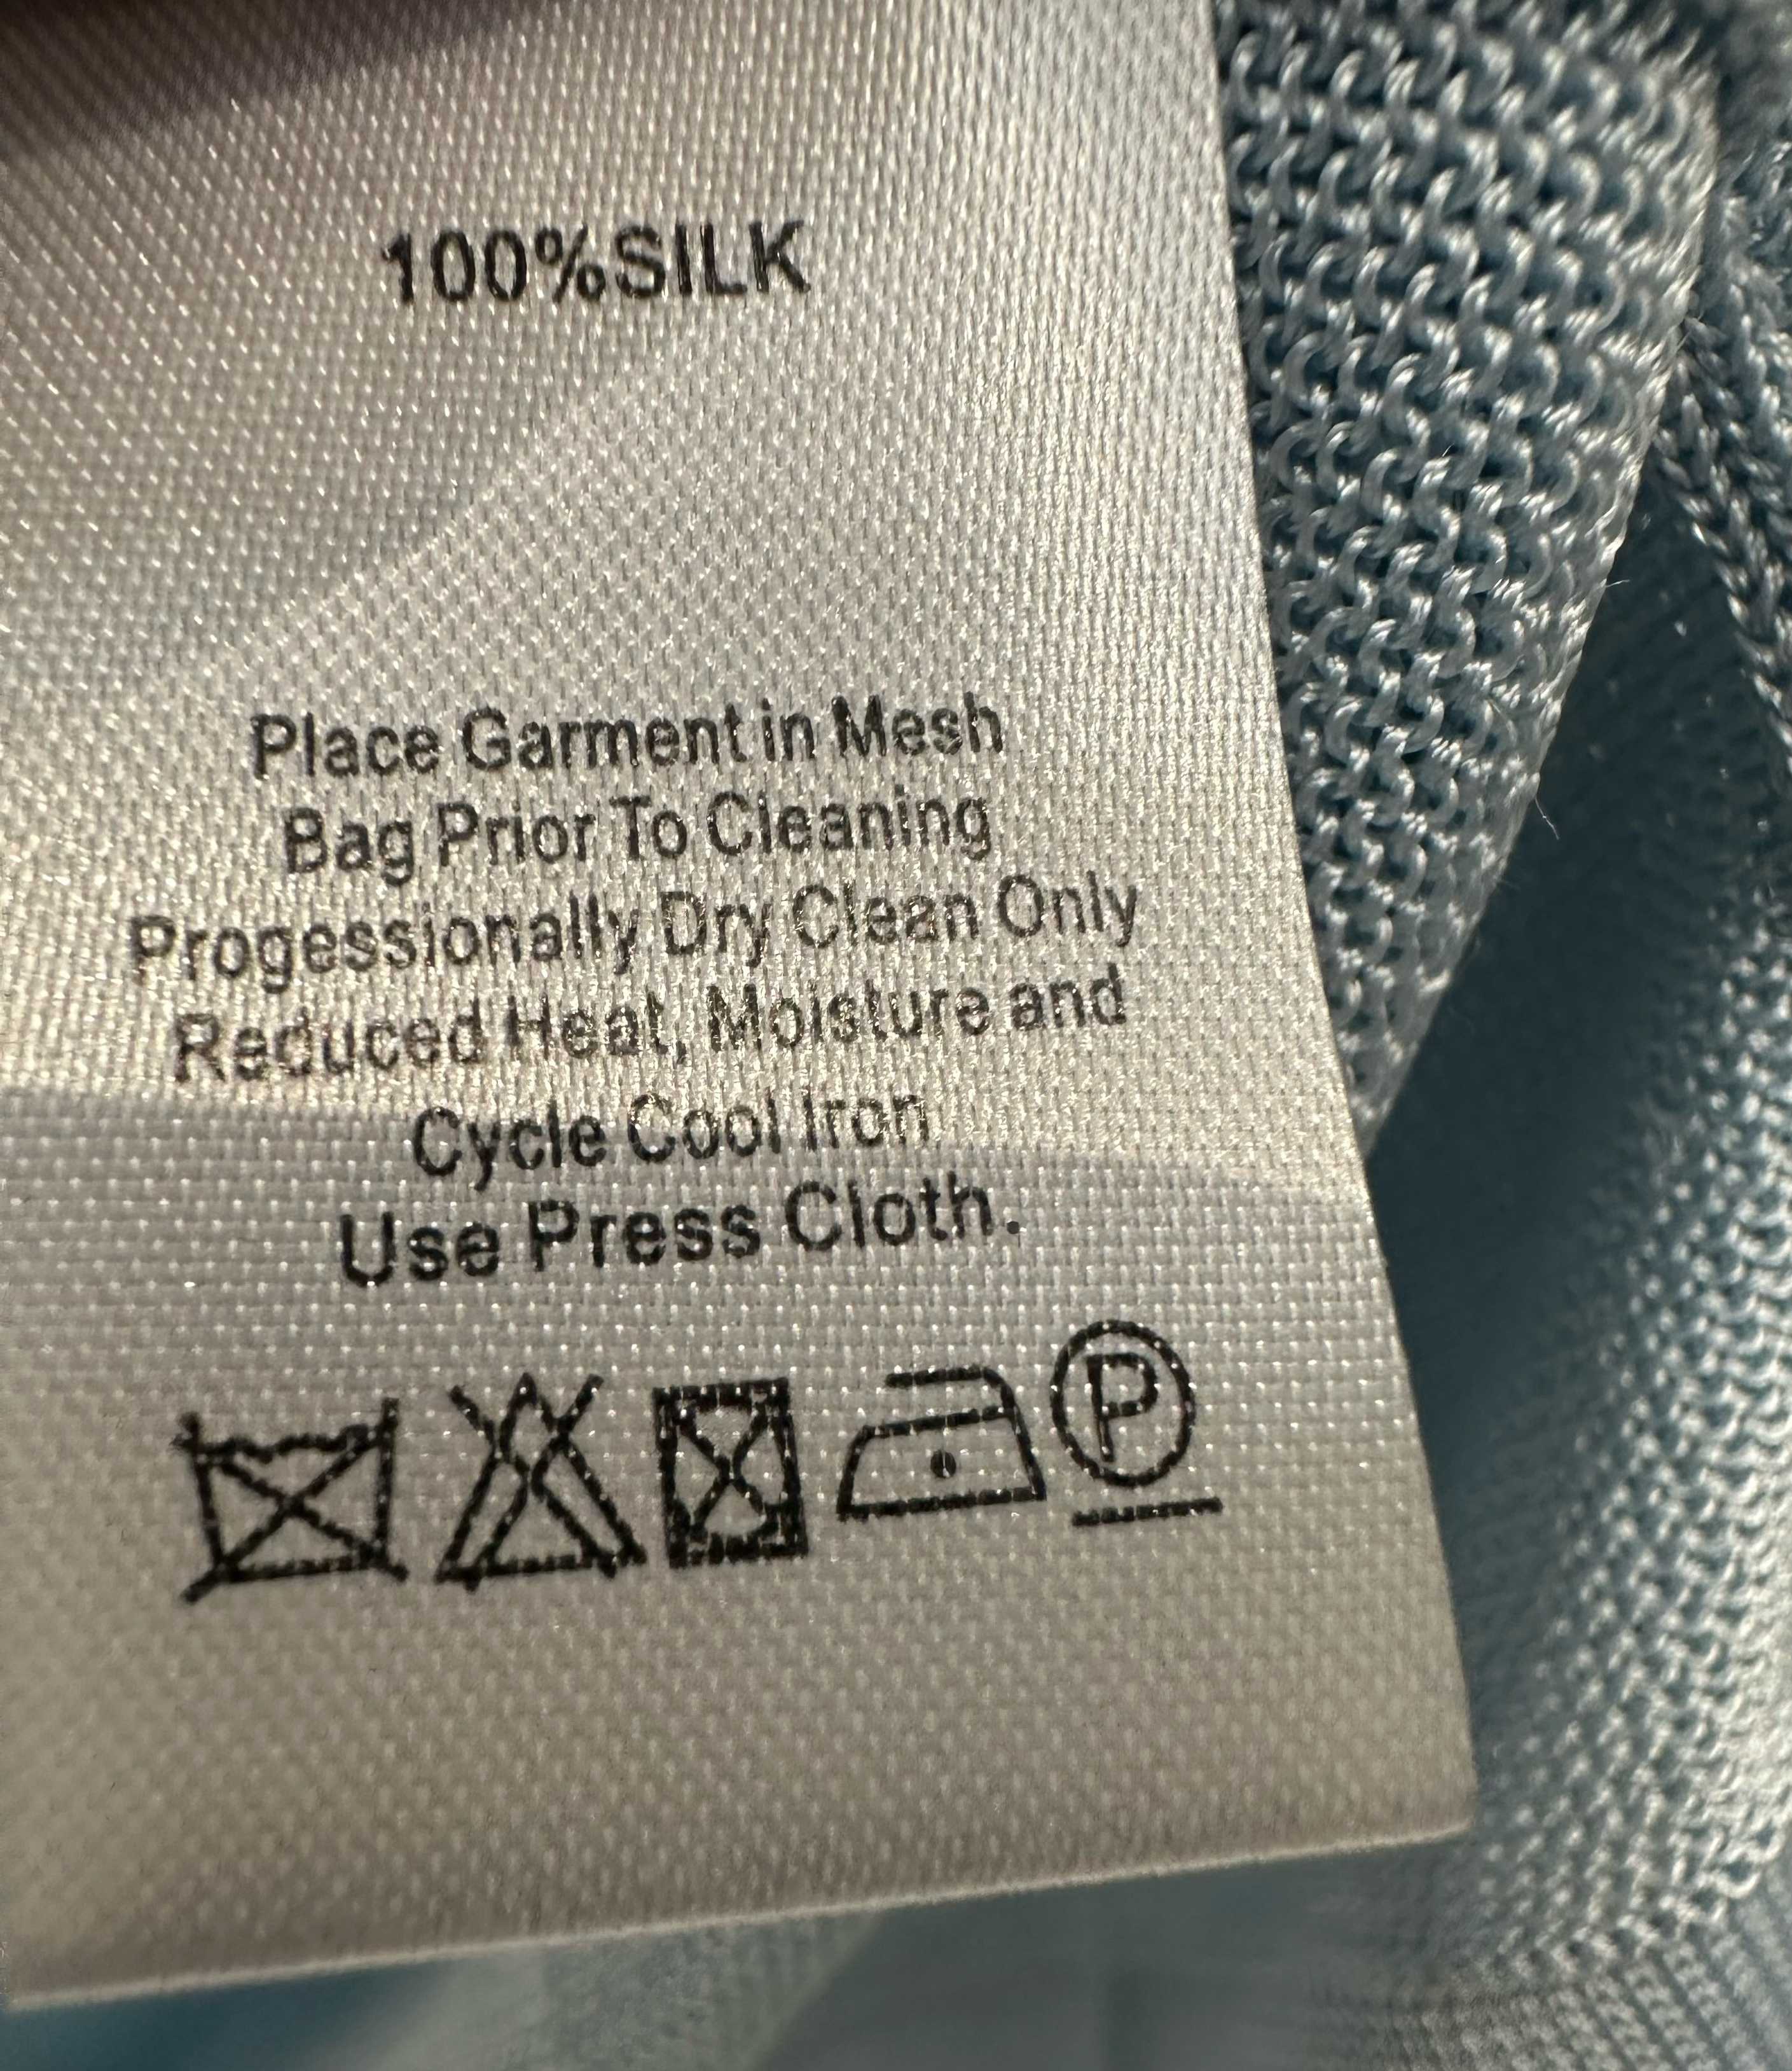 100%SILK
Place Garment in Mesh
Bag Prior To Cleaning
Progessionally Dry Clean Only
Reduced Heat, Moisture and
Cycle Cool Iron
Use Press Cloth.
P